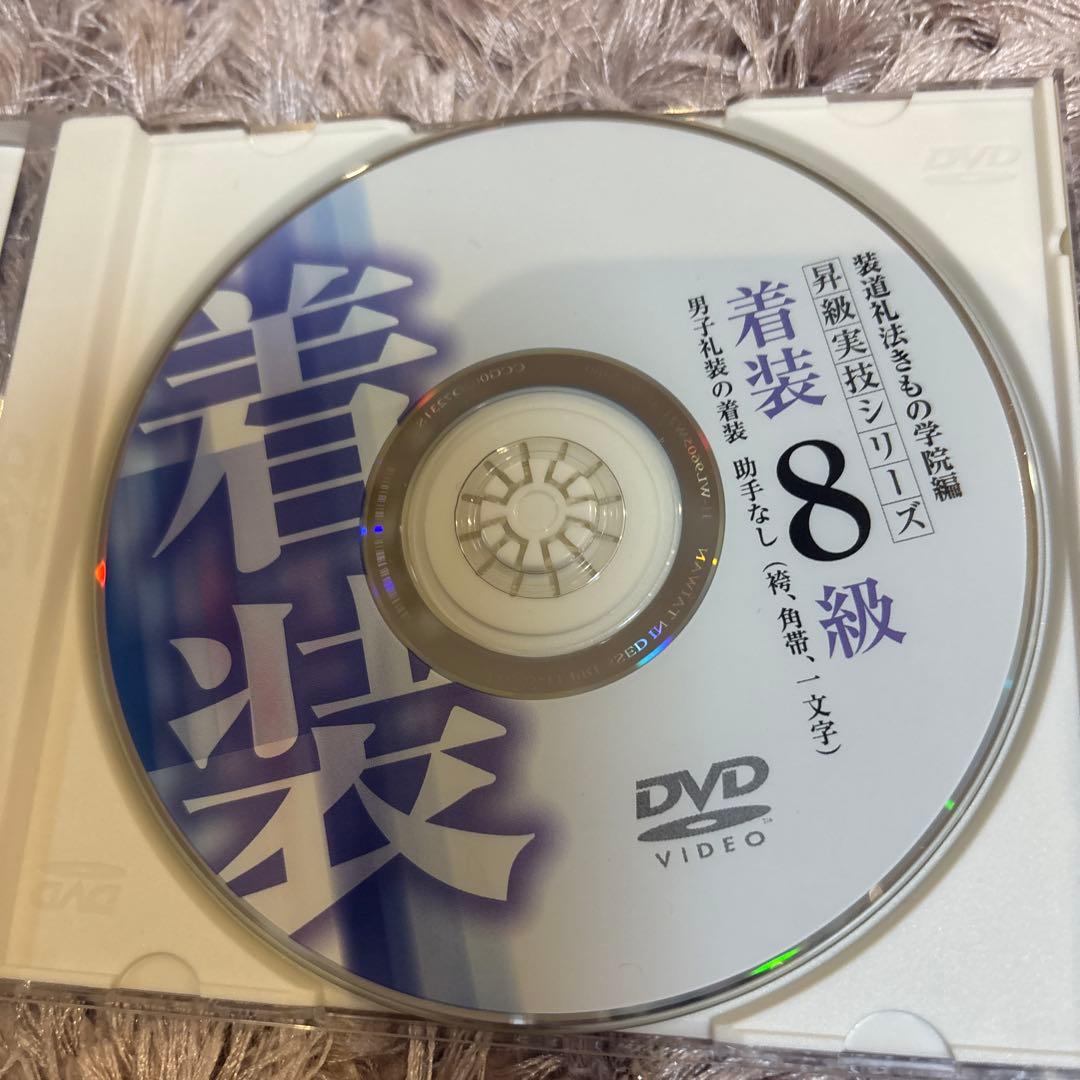 装道礼法きもの学院編
昇級実技シリーズ
着装 8 級
男子礼装の着装 助手なし(袴、角帯、一文字)
着装
DVD
VIDEO
TM
DVD
DVD